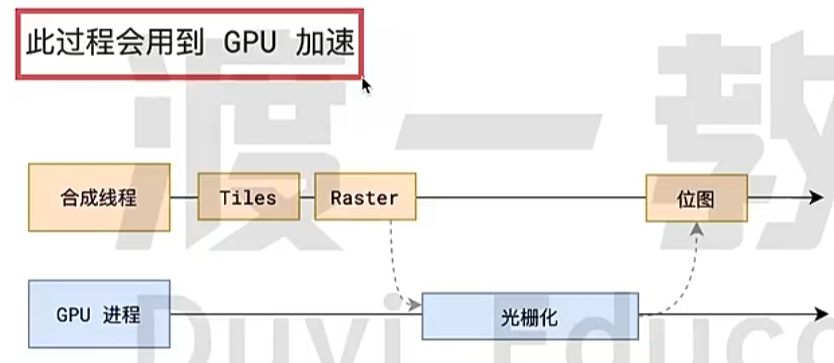 此过程会用到 GPU 加速
渡一教
合成线程
Tiles
Raster
位图
GPU 进程
光栅化
Duyi Educa